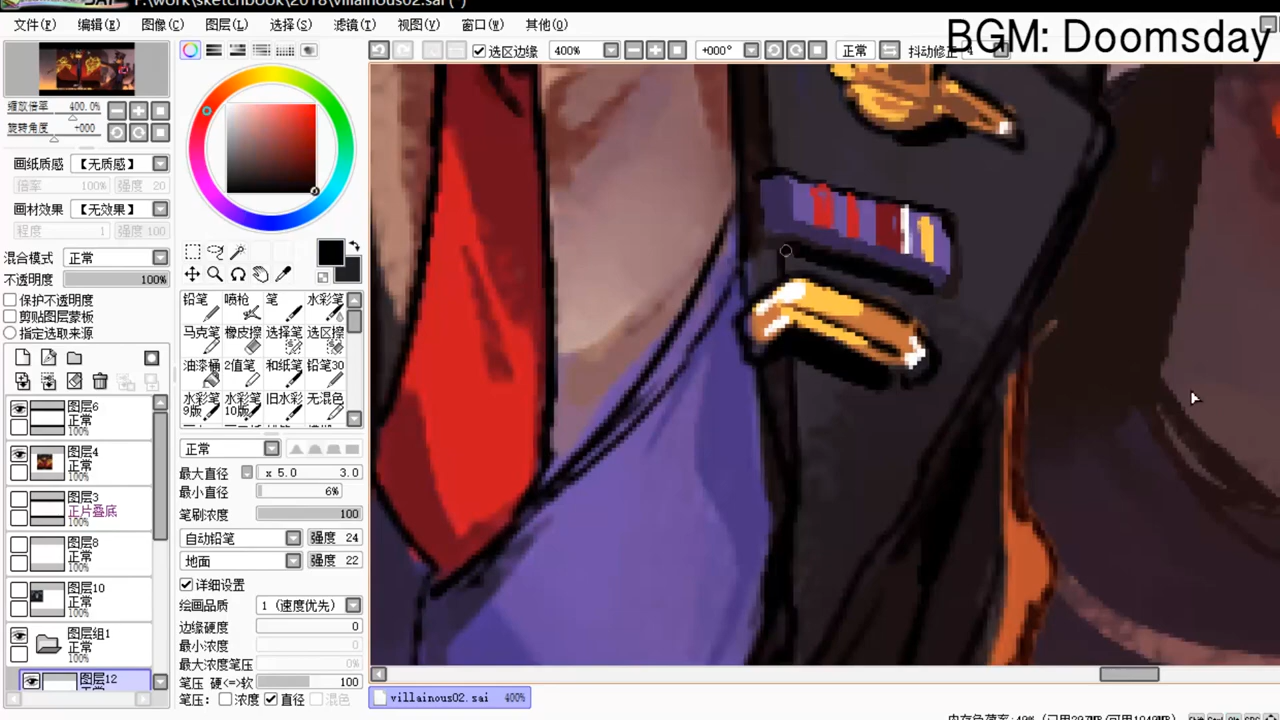 F:\work\sketchbook\2018\villainous02.sai (*)
文件(F) 编辑(E) 图像(C) 图层(L) 选择(S) 滤镜(T) 视图(V) 窗口(W) 其他(O)
BGM: Doomsday
选区边缘 400% +000° 正常 抖动修正
缩放倍率 400.0%
旋转角度 +000
画纸质感 【无质感】
倍率 100% 强度 20
画材效果 【无效果】
程度 1 强度 100
混合模式 正常
不透明度 100%
保护不透明度
剪贴图层蒙板
指定选取来源
图层6
正常
100%
图层4
正常
100%
图层3
正片叠底
100%
图层8
正常
100%
图层10
正常
100%
图层组1
正常
100%
图层12
铅笔 喷枪 笔 水彩笔
马克笔 橡皮擦 选择笔 选区擦
油漆桶 2值笔 和纸笔 铅笔30
水彩笔9版 水彩笔10版 旧水彩 无混色
正常
最大直径 x 5.0 3.0
最小直径 6%
笔刷浓度 100
自动铅笔 强度 24
地面 强度 22
详细设置
绘画品质 1 (速度优先)
边缘硬度 0
最小浓度 0
最大浓度笔压 0%
笔压 硬<=>软 100
笔压: 浓度 直径 混色
villainous02.sai 400%